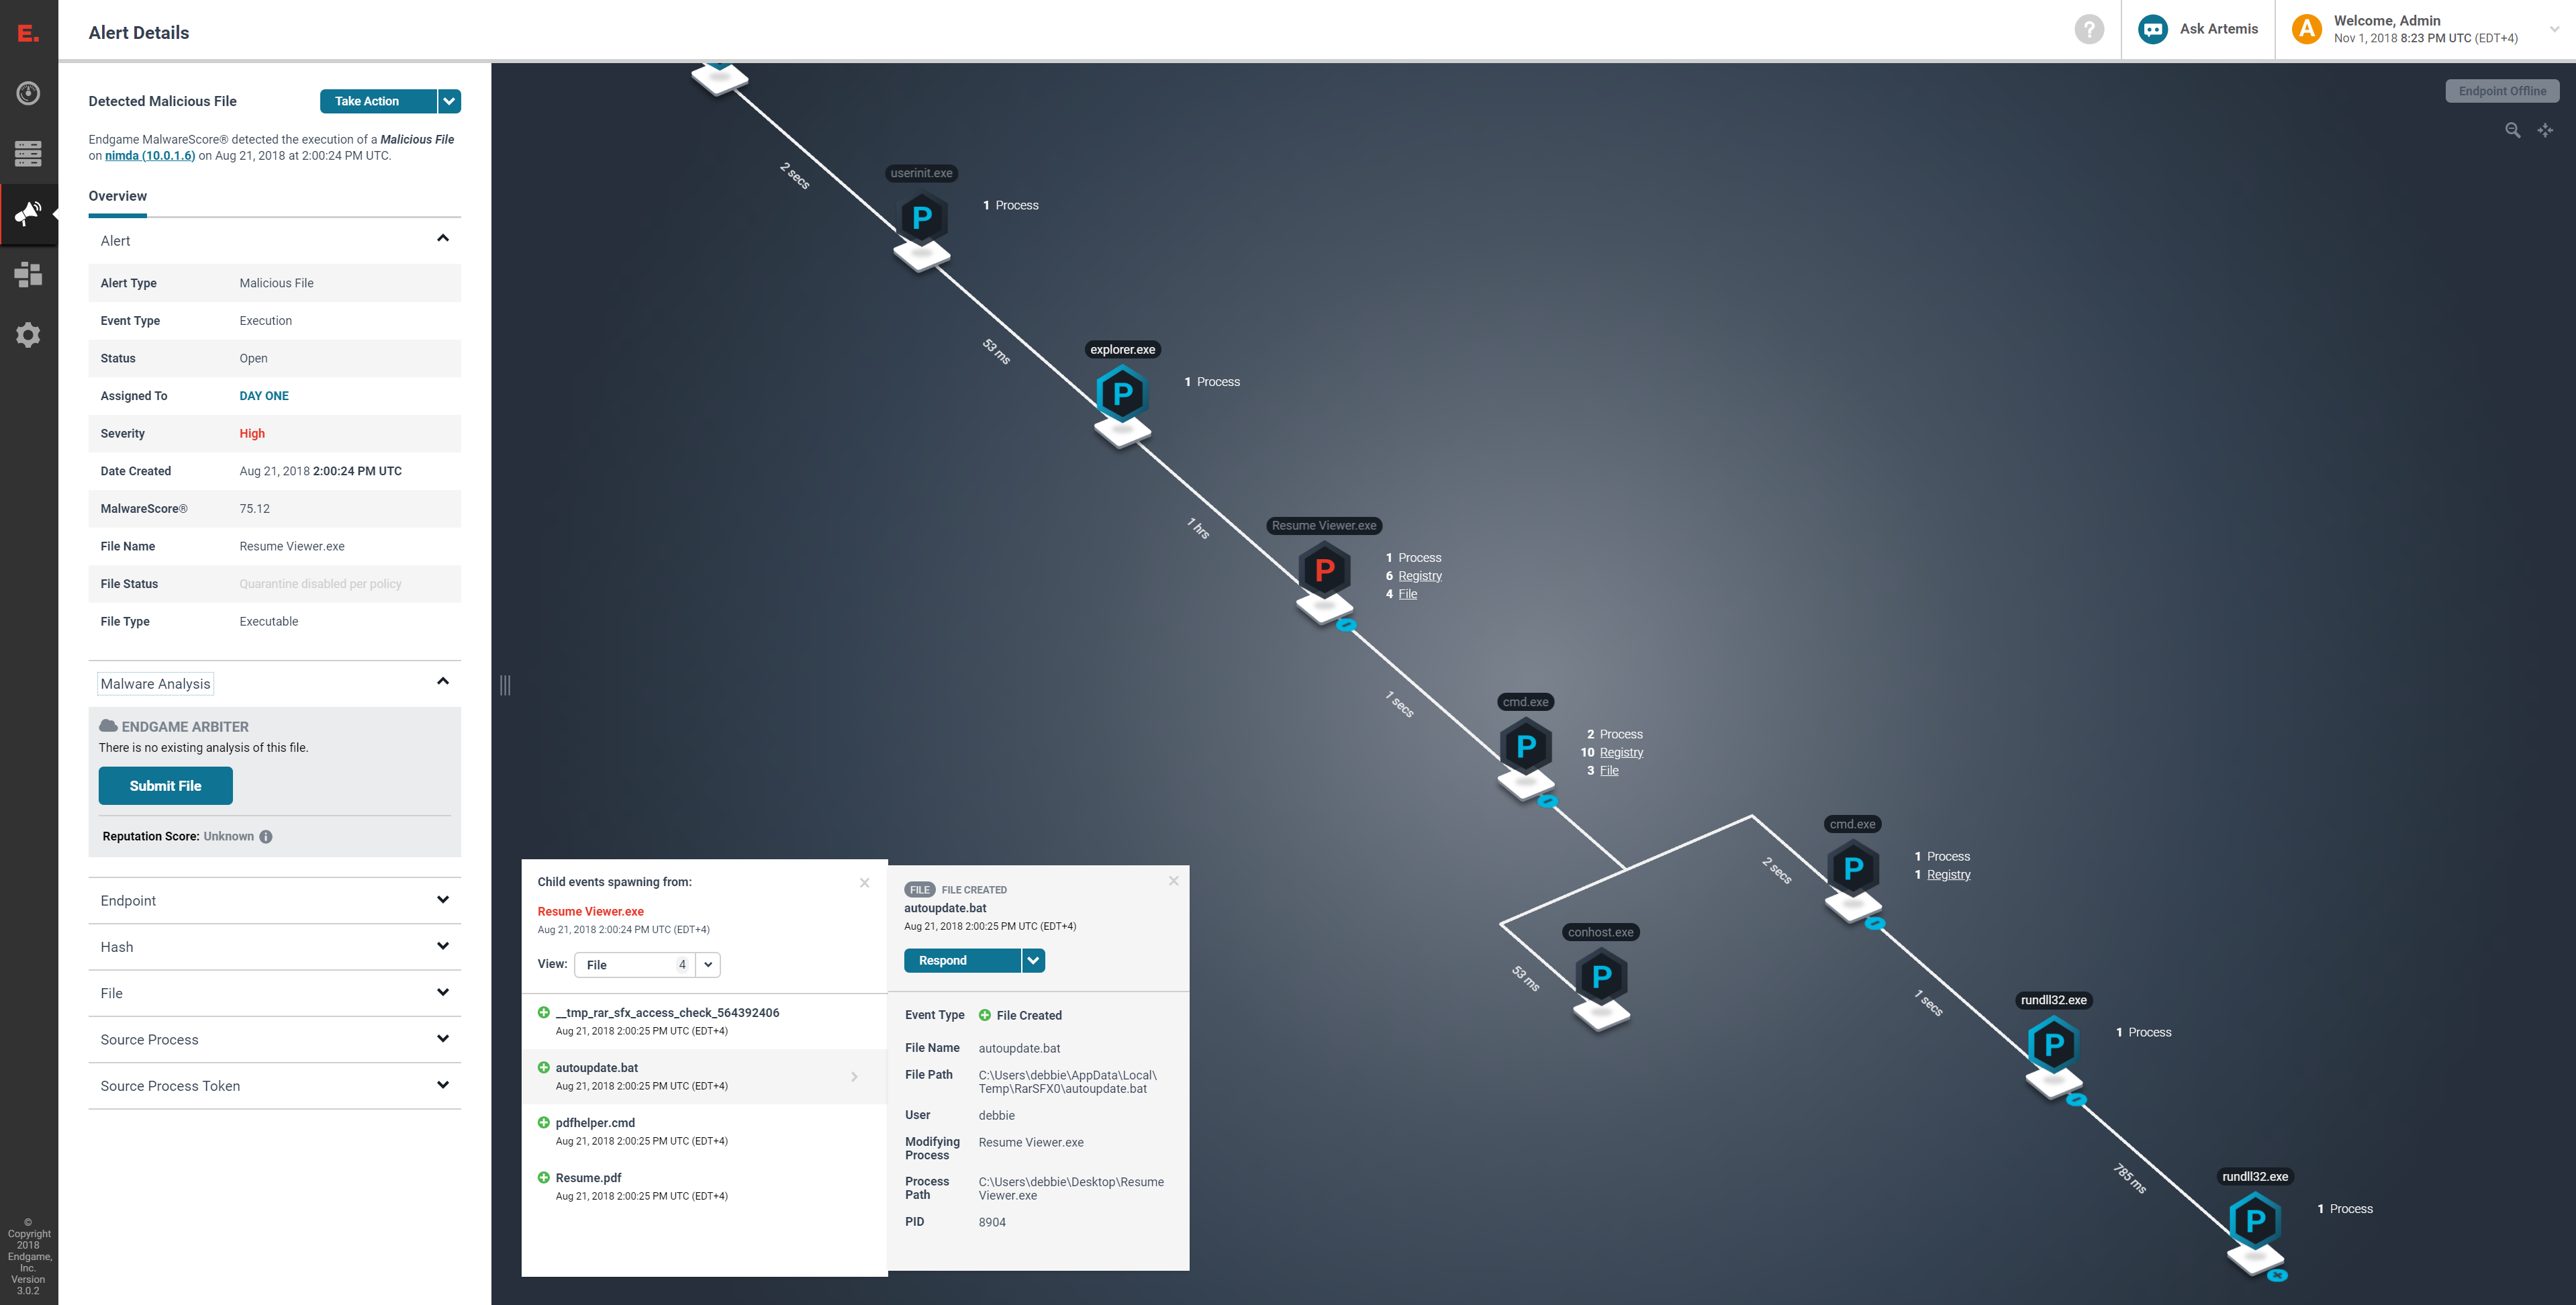 E.
Alert Details
?
Ask Artemis
A
Welcome, Admin
Nov 1, 2018 8:23 PM UTC (EDT+4)
Detected Malicious File
Take Action
Endgame MalwareScore® detected the execution of a Malicious File
on nimda (10.0.1.6) on Aug 21, 2018 at 2:00:24 PM UTC.
Overview
Alert
Alert Type Malicious File
Event Type Execution
Status Open
Assigned To DAY ONE
Severity High
Date Created Aug 21, 2018 2:00:24 PM UTC
MalwareScore® 75.12
File Name Resume Viewer.exe
File Status Quarantine disabled per policy
File Type Executable
Malware Analysis
ENDGAME ARBITER
There is no existing analysis of this file.
Submit File
Reputation Score: Unknown i
Endpoint
Hash
File
Source Process
Source Process Token
©
Copyright
2018
Endgame,
Inc.
Version
3.0.2
Endpoint Offline
2 secs
userinit.exe
P
1 Process
53 ms
explorer.exe
P
1 Process
1 hrs
Resume Viewer.exe
P
1 Process
6 Registry
4 File
1 secs
cmd.exe
P
2 Process
10 Registry
3 File
2 secs
cmd.exe
P
1 Process
1 Registry
53 ms
conhost.exe
P
1 secs
rundll32.exe
P
1 Process
785 ms
rundll32.exe
P
1 Process
Child events spawning from:
Resume Viewer.exe
Aug 21, 2018 2:00:24 PM UTC (EDT+4)
View: File 4
__tmp_rar_sfx_access_check_564392406
Aug 21, 2018 2:00:25 PM UTC (EDT+4)
autoupdate.bat
Aug 21, 2018 2:00:25 PM UTC (EDT+4)
pdfhelper.cmd
Aug 21, 2018 2:00:25 PM UTC (EDT+4)
Resume.pdf
Aug 21, 2018 2:00:25 PM UTC (EDT+4)
FILE FILE CREATED
autoupdate.bat
Aug 21, 2018 2:00:25 PM UTC (EDT+4)
Respond
Event Type File Created
File Name autoupdate.bat
File Path C:\Users\debbie\AppData\Local\
Temp\RarSFX0\autoupdate.bat
User debbie
Modifying Resume Viewer.exe
Process
Process C:\Users\debbie\Desktop\Resume
Path Viewer.exe
PID 8904